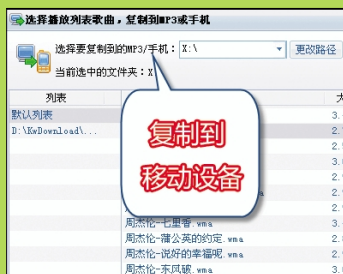 选择播放列表歌曲，复制到MP3或手机
选择要复制到的MP3/手机： X:\ 更改路径
当前选中的文件夹：X
列表
默认列表
D:\KwDownload\...
复制到
移动设备
周杰伦-七里香.wma
周杰伦-蒲公英的约定.wma
周杰伦-说好的幸福呢.wma
周杰伦-东风破.wma